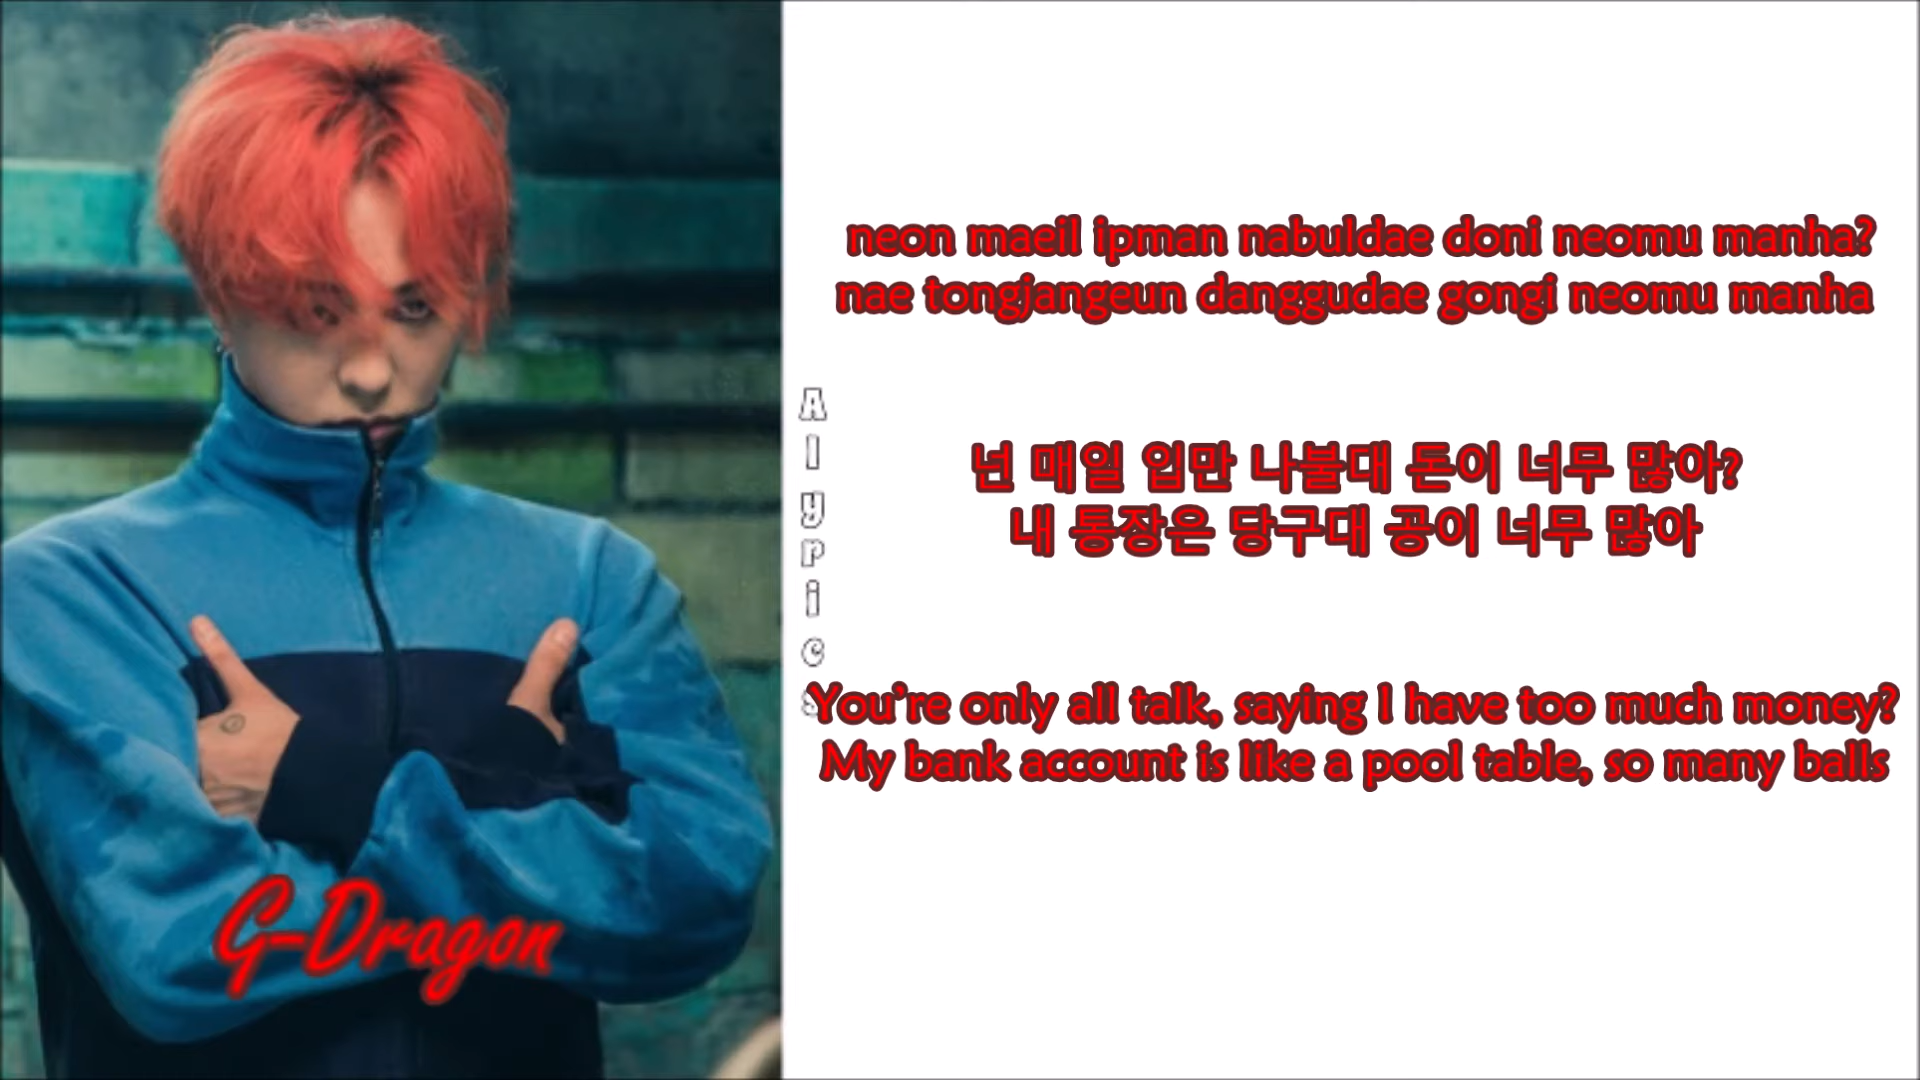 neon maeil ipman nabuldae doni neomu manha?
nae tongjangeun danggudae gongi neomu manha
넌 매일 입만 나불대 돈이 너무 많아?
내 통장은 당구대 공이 너무 많아
Alypics
You're only all talk, saying I have too much money?
My bank account is like a pool table, so many balls
G-Dragon